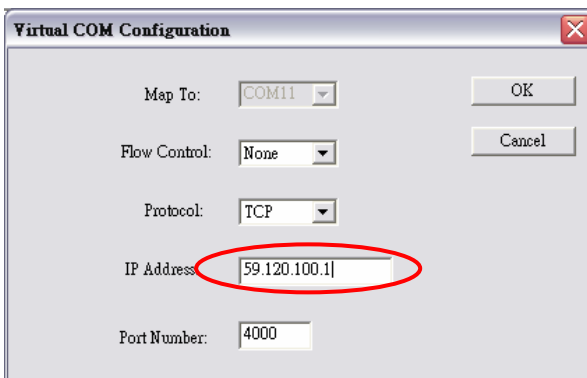 Virtual COM Configuration
Map To: COM11 OK
Flow Control: None Cancel
Protocol: TCP
IP Address: 59.120.100.1
Port Number: 4000